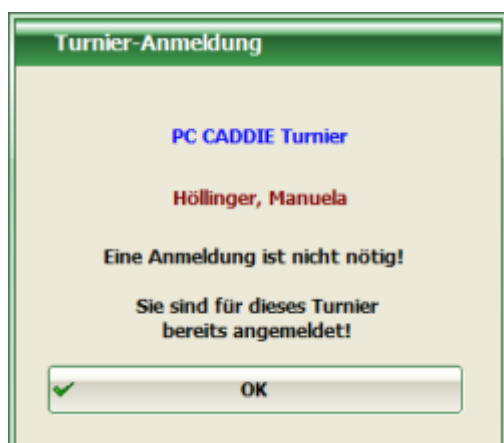 Turnier-Anmeldung
PC CADDIE Turnier
Höllinger, Manuela
Eine Anmeldung ist nicht nötig!
Sie sind für dieses Turnier
bereits angemeldet!
OK